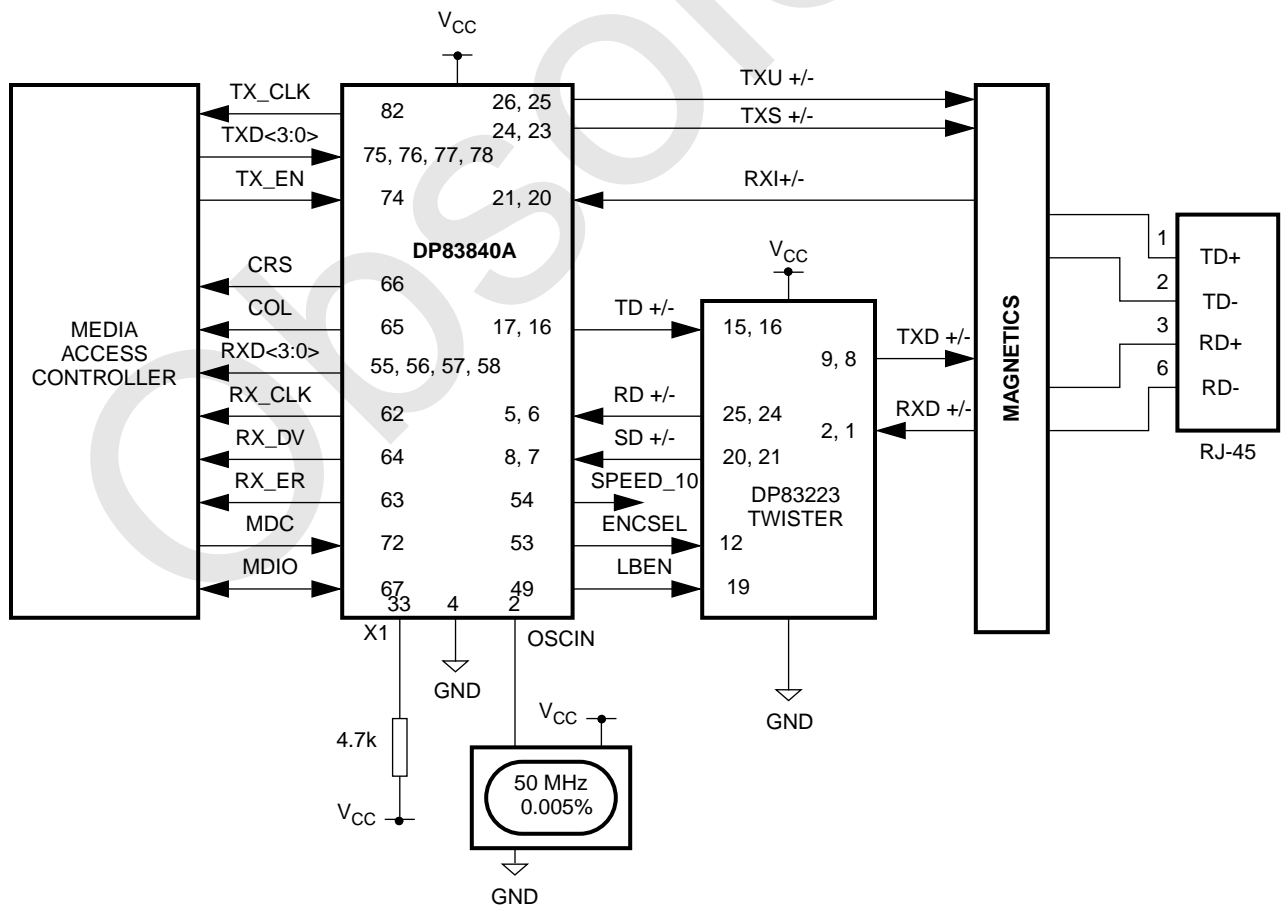 Obsol
V_CC
TX_CLK
TXD<3:0>
TX_EN
CRS
COL
RXD<3:0>
RX_CLK
RX_DV
RX_ER
MDC
MDIO
MEDIA
ACCESS
CONTROLLER
82
75, 76, 77, 78
74
DP83840A
66
65
55, 56, 57, 58
62
64
63
72
67
33
4
2
26, 25
24, 23
21, 20
17, 16
5, 6
8, 7
54
53
49
TXU +/-
TXS +/-
RXI+/-
TD +/-
RD +/-
SD +/-
SPEED_10
ENCSEL
LBEN
V_CC
15, 16
9, 8
25, 24
2, 1
20, 21
DP83223
TWISTER
12
19
GND
TXD +/-
RXD +/-
MAGNETICS
1
2
3
6
TD+
TD-
RD+
RD-
RJ-45
X1
4.7k
V_CC
GND
OSCIN
V_CC
50 MHz
0.005%
GND